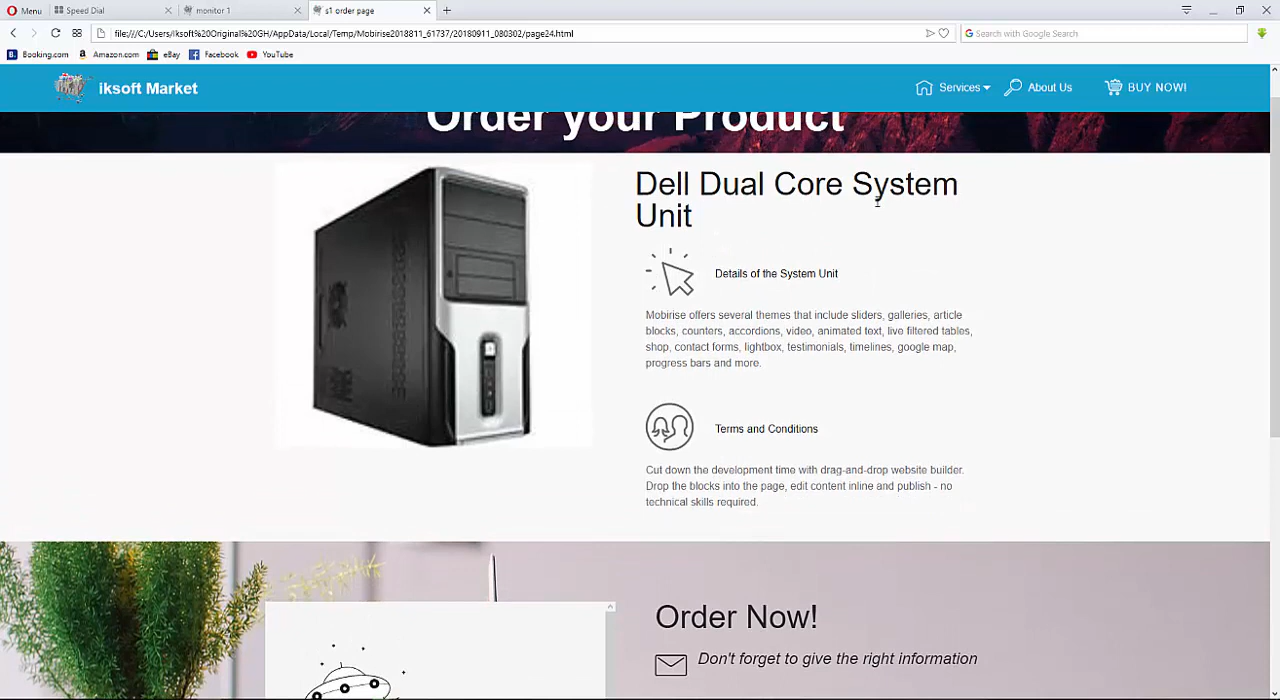 Menu
Speed Dial
monitor 1
s1 order page
file:///C:/Users/Iksoft%20Original%20GH/AppData/Local/Temp/Mobirise2018811_61737/20180911_080302/page24.html
Search with Google Search
Booking.com
Amazon.com
eBay
Facebook
YouTube
iksoft Market
Services
About Us
BUY NOW!
Order your Product
Dell Dual Core System
Unit
Details of the System Unit
Mobirise offers several themes that include sliders, galleries, article
blocks, counters, accordions, video, animated text, live filtered tables,
shop, contact forms, lightbox, testimonials, timelines, google map,
progress bars and more.
Terms and Conditions
Cut down the development time with drag-and-drop website builder.
Drop the blocks into the page, edit content inline and publish - no
technical skills required.
Order Now!
Don't forget to give the right information